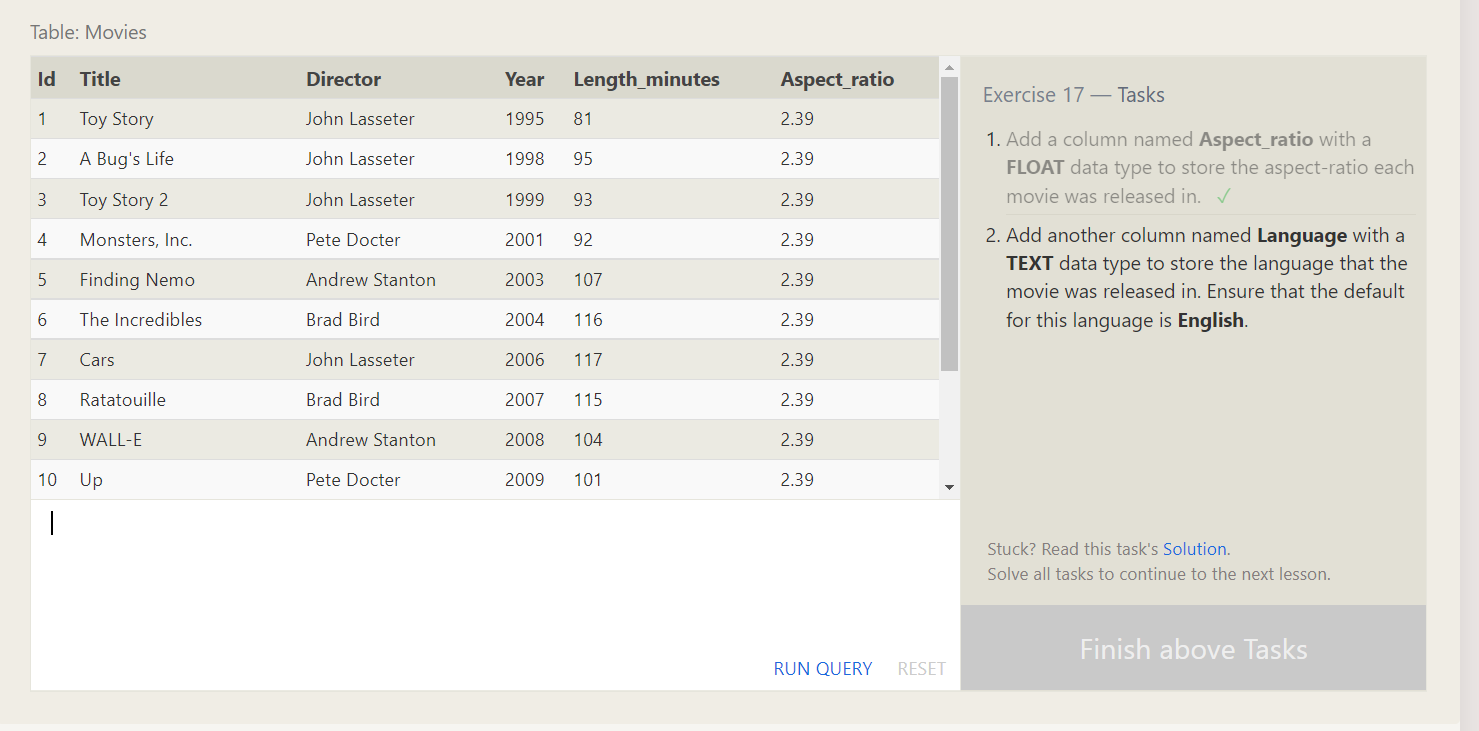 Table: Movies
Id Title Director Year Length_minutes Aspect_ratio
1 Toy Story John Lasseter 1995 81 2.39
2 A Bug's Life John Lasseter 1998 95 2.39
3 Toy Story 2 John Lasseter 1999 93 2.39
4 Monsters, Inc. Pete Docter 2001 92 2.39
5 Finding Nemo Andrew Stanton 2003 107 2.39
6 The Incredibles Brad Bird 2004 116 2.39
7 Cars John Lasseter 2006 117 2.39
8 Ratatouille Brad Bird 2007 115 2.39
9 WALL-E Andrew Stanton 2008 104 2.39
10 Up Pete Docter 2009 101 2.39
RUN QUERY RESET
Exercise 17 — Tasks
1. Add a column named Aspect_ratio with a
FLOAT data type to store the aspect-ratio each
movie was released in. ✓
2. Add another column named Language with a
TEXT data type to store the language that the
movie was released in. Ensure that the default
for this language is English.
Stuck? Read this task's Solution.
Solve all tasks to continue to the next lesson.
Finish above Tasks